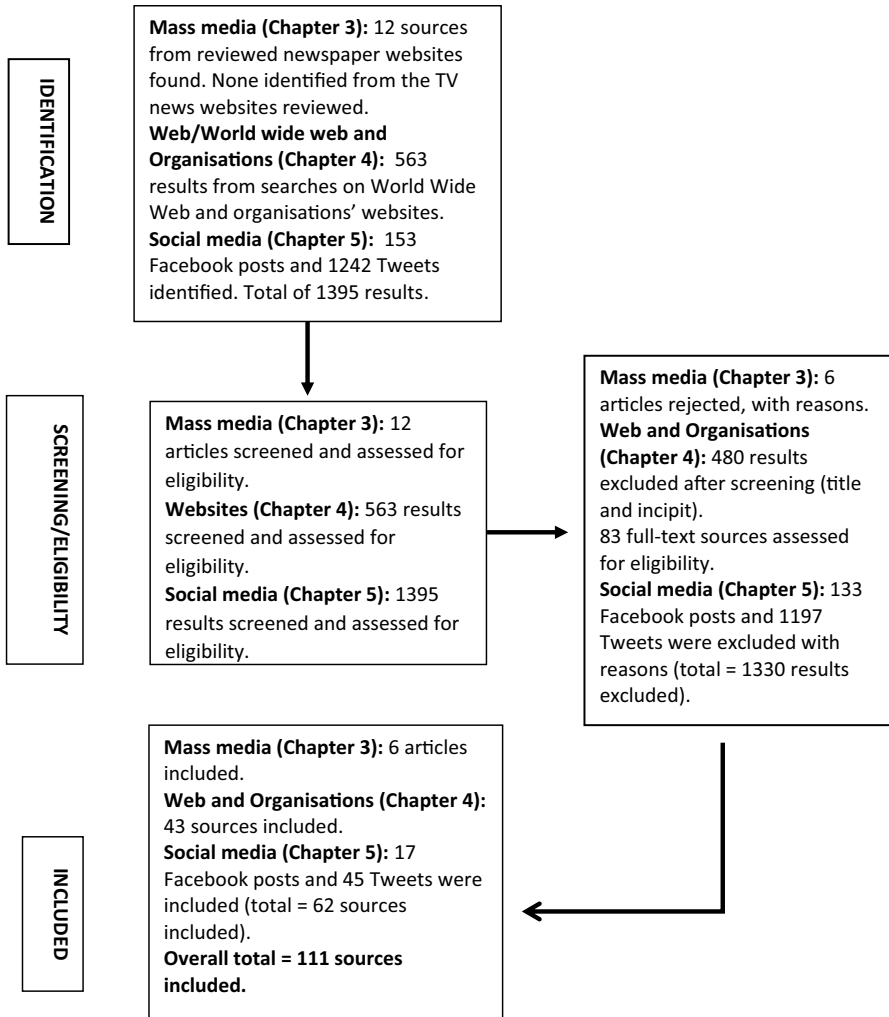 IDENTIFICATION
Mass media (Chapter 3): 12 sources
from reviewed newspaper websites
found. None identified from the TV
news websites reviewed.
Web/World wide web and
Organisations (Chapter 4): 563
results from searches on World Wide
Web and organisations’ websites.
Social media (Chapter 5): 153
Facebook posts and 1242 Tweets
identified. Total of 1395 results.
SCREENING/ELIGIBILITY
Mass media (Chapter 3): 12
articles screened and assessed for
eligibility.
Websites (Chapter 4): 563 results
screened and assessed for
eligibility.
Social media (Chapter 5): 1395
results screened and assessed for
eligibility.
Mass media (Chapter 3): 6
articles rejected, with reasons.
Web and Organisations
(Chapter 4): 480 results
excluded after screening (title
and incipit).
83 full-text sources assessed
for eligibility.
Social media (Chapter 5): 133
Facebook posts and 1197
Tweets were excluded with
reasons (total = 1330 results
excluded).
INCLUDED
Mass media (Chapter 3): 6 articles
included.
Web and Organisations (Chapter 4):
43 sources included.
Social media (Chapter 5): 17
Facebook posts and 45 Tweets were
included (total = 62 sources
included).
Overall total = 111 sources
included.